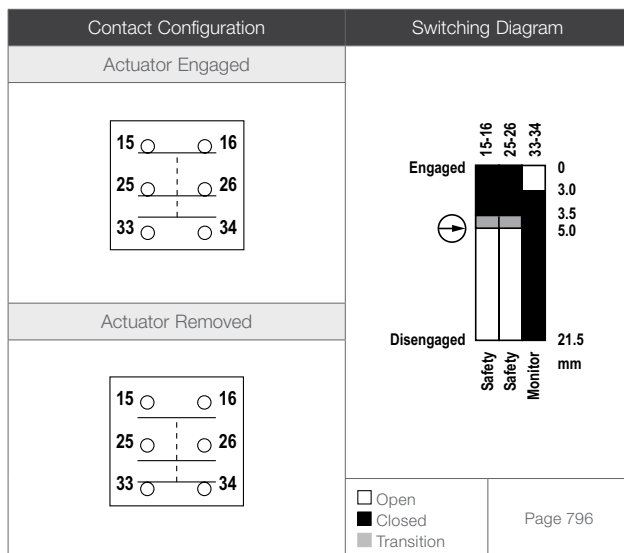 Contact Configuration
Switching Diagram
Actuator Engaged
15 16
25 26
33 34
Actuator Removed
15 16
25 26
33 34
15-16
25-26
33-34
Engaged
0
3.0
3.5
5.0
Disengaged
21.5
mm
Safety
Safety
Monitor
Open
Closed
Transition
Page 796